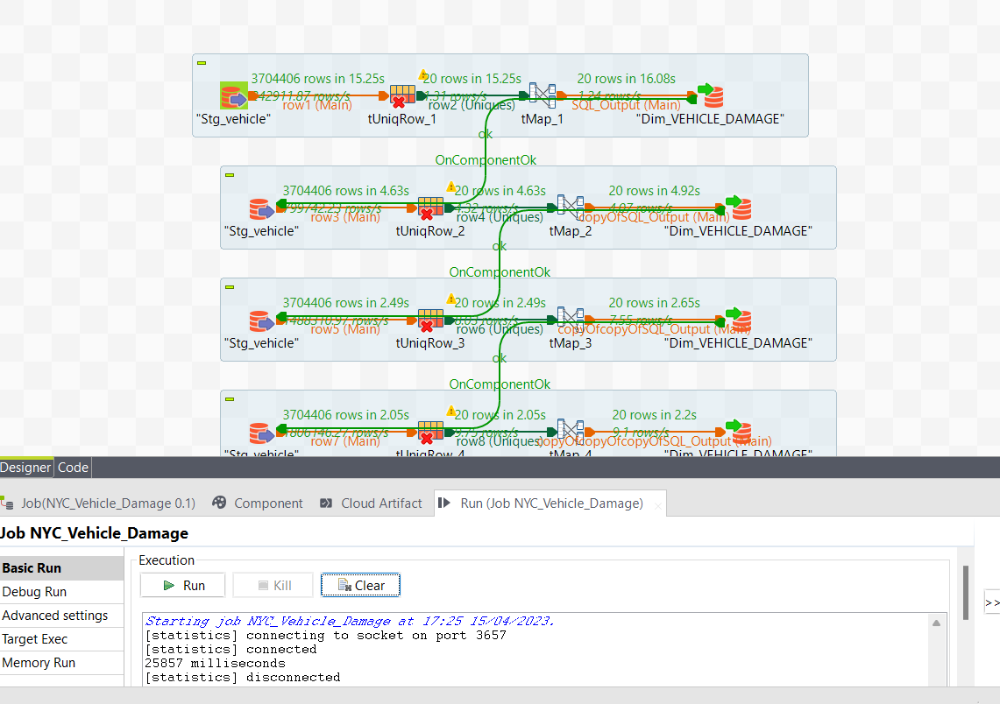 3704406 rows in 15.25s
20 rows in 15.25s
20 rows in 16.08s
242911.87 rows/s
1.31 rows/s
1.24 rows/s
row1 (Main)
row2 (Uniques)
SQL_Output (Main)
"Stg_vehicle"
tUniqRow_1
tMap_1
"Dim_VEHICLE_DAMAGE"
ok
OnComponentOk
3704406 rows in 4.63s
20 rows in 4.63s
20 rows in 4.92s
799742.23 rows/s
4.32 rows/s
4.07 rows/s
row3 (Main)
row4 (Uniques)
copyOfSQL_Output (Main)
"Stg_vehicle"
tUniqRow_2
tMap_2
"Dim_VEHICLE_DAMAGE"
ok
OnComponentOk
3704406 rows in 2.49s
20 rows in 2.49s
20 rows in 2.65s
1488310.97 rows/s
8.03 rows/s
7.55 rows/s
row5 (Main)
row6 (Uniques)
copyOfcopyOfSQL_Output (Main)
"Stg_vehicle"
tUniqRow_3
tMap_3
"Dim_VEHICLE_DAMAGE"
ok
OnComponentOk
3704406 rows in 2.05s
20 rows in 2.05s
20 rows in 2.2s
1806146.27 rows/s
9.75 rows/s
9.1 rows/s
row7 (Main)
row8 (Uniques)
copyOfcopyOfcopyOfSQL_Output (Main)
"Stg_vehicle"
tUniqRow_4
tMap_4
"Dim_VEHICLE_DAMAGE"
Designer Code
Job(NYC_Vehicle_Damage 0.1) Component Cloud Artifact Run (Job NYC_Vehicle_Damage)
Job NYC_Vehicle_Damage
Basic Run
Debug Run
Advanced settings
Target Exec
Memory Run
Execution
Run Kill Clear
Starting job NYC_Vehicle_Damage at 17:25 15/04/2023.
[statistics] connecting to socket on port 3657
[statistics] connected
25857 milliseconds
[statistics] disconnected
>>